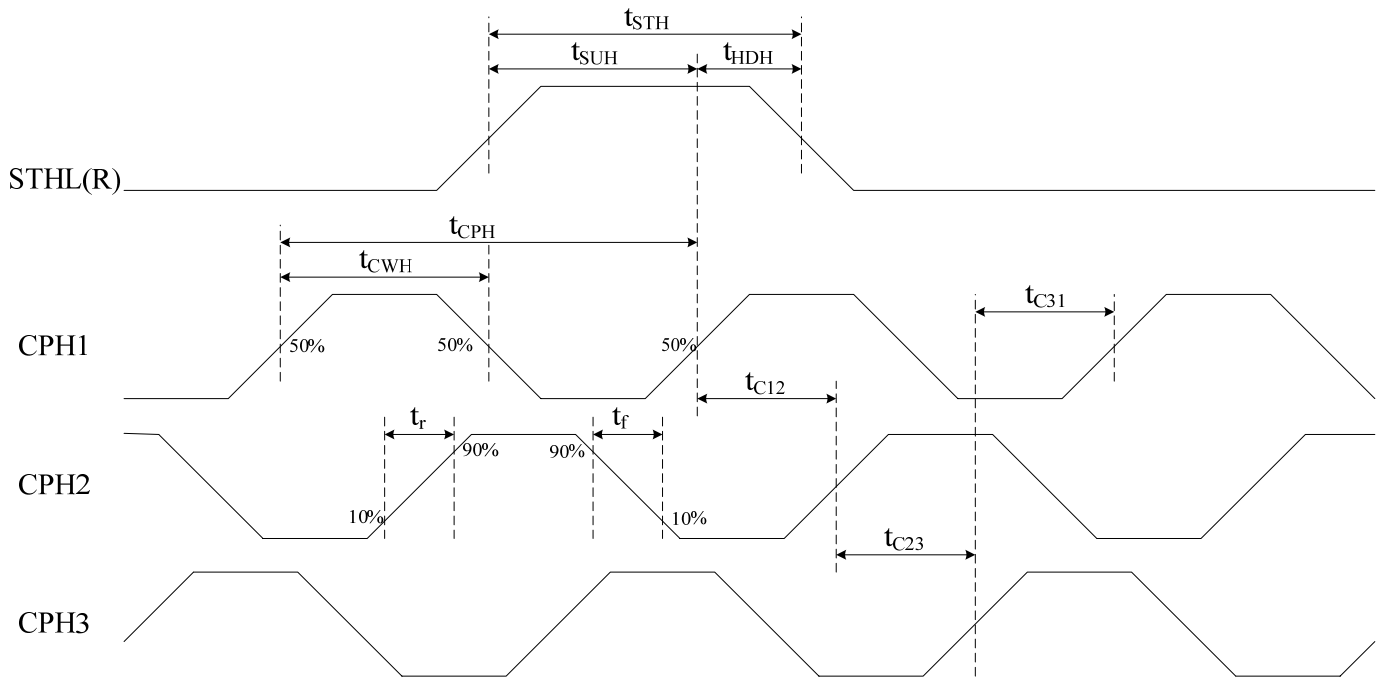 tSTH
tSUH
tHDH
STHL(R)
tCPH
tCWH
tC31
CPH1
50%
50%
50%
tC12
tr
tf
90%
90%
CPH2
10%
10%
tC23
CPH3